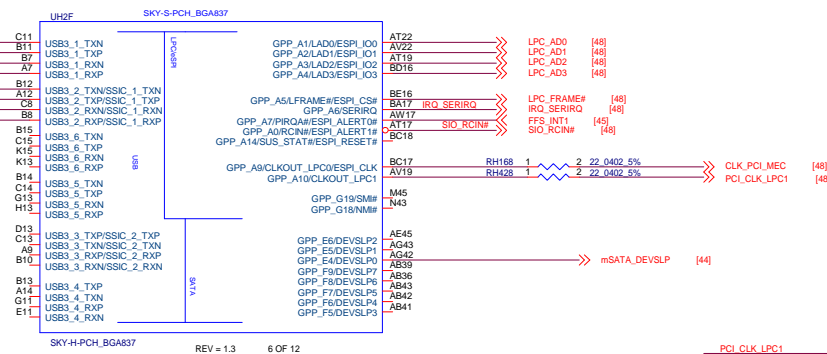 UH2F
SKY-S-PCH_BGA837
C11 USB3_1_TXN
B11 USB3_1_TXP
B7 USB3_1_RXN
A7 USB3_1_RXP
B12 USB3_2_TXN/SSIC_1_TXN
A12 USB3_2_TXP/SSIC_1_TXP
C8 USB3_2_RXN/SSIC_1_RXN
B8 USB3_2_RXP/SSIC_1_RXP
B15 USB3_6_TXN
C15 USB3_6_TXP
K15 USB3_6_RXN
K13 USB3_6_RXP
B14 USB3_5_TXN
C14 USB3_5_TXP
G13 USB3_5_RXN
H13 USB3_5_RXP
D13 USB3_3_TXP/SSIC_2_TXP
C13 USB3_3_TXN/SSIC_2_TXN
A9 USB3_3_RXP/SSIC_2_RXP
B10 USB3_3_RXN/SSIC_2_RXN
B13 USB3_4_TXP
A14 USB3_4_TXN
G11 USB3_4_RXP
E11 USB3_4_RXN
LPC/eSPI
USB
SATA
GPP_A1/LAD0/ESPI_IO0 AT22 LPC_AD0 [48]
GPP_A2/LAD1/ESPI_IO1 AV22 LPC_AD1 [48]
GPP_A3/LAD2/ESPI_IO2 AT19 LPC_AD2 [48]
GPP_A4/LAD3/ESPI_IO3 BD16 LPC_AD3 [48]
GPP_A5/LFRAME#/ESPI_CS# BE16 LPC_FRAME# [48]
GPP_A6/SERIRQ BA17 IRQ_SERIRQ IRQ_SERIRQ [48]
GPP_A7/PIRQA#/ESPI_ALERT0# AW17 FFS_INT1 [45]
GPP_A0/RCIN#/ESPI_ALERT1# AT17 SIO_RCIN# SIO_RCIN# [48]
GPP_A14/SUS_STAT#/ESPI_RESET# BC18
GPP_A9/CLKOUT_LPC0/ESPI_CLK BC17 RH168 1 2 22_0402_5% CLK_PCI_MEC [48]
GPP_A10/CLKOUT_LPC1 AV19 RH428 1 2 22_0402_5% PCI_CLK_LPC1 [48
GPP_G19/SMI# M45
GPP_G18/NMI# N43
GPP_E6/DEVSLP2 AE45
GPP_E5/DEVSLP1 AG43
GPP_E4/DEVSLP0 AG42 mSATA_DEVSLP [44]
GPP_F9/DEVSLP7 AB39
GPP_F8/DEVSLP6 AB36
GPP_F7/DEVSLP5 AB43
GPP_F6/DEVSLP4 AB42
GPP_F5/DEVSLP3 AB41
SKY-H-PCH_BGA837
REV = 1.3 6 OF 12
PCI_CLK_LPC1